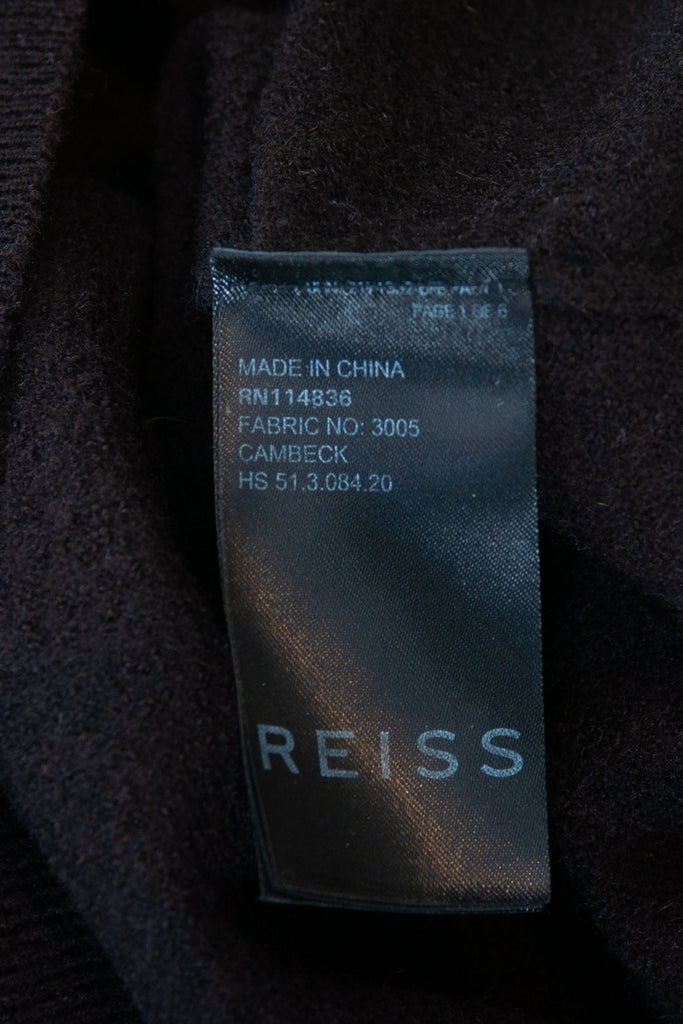 PAGE 1 OF 6
MADE IN CHINA
RN114836
FABRIC NO: 3005
CAMBECK
HS 51.3.084.20
REISS